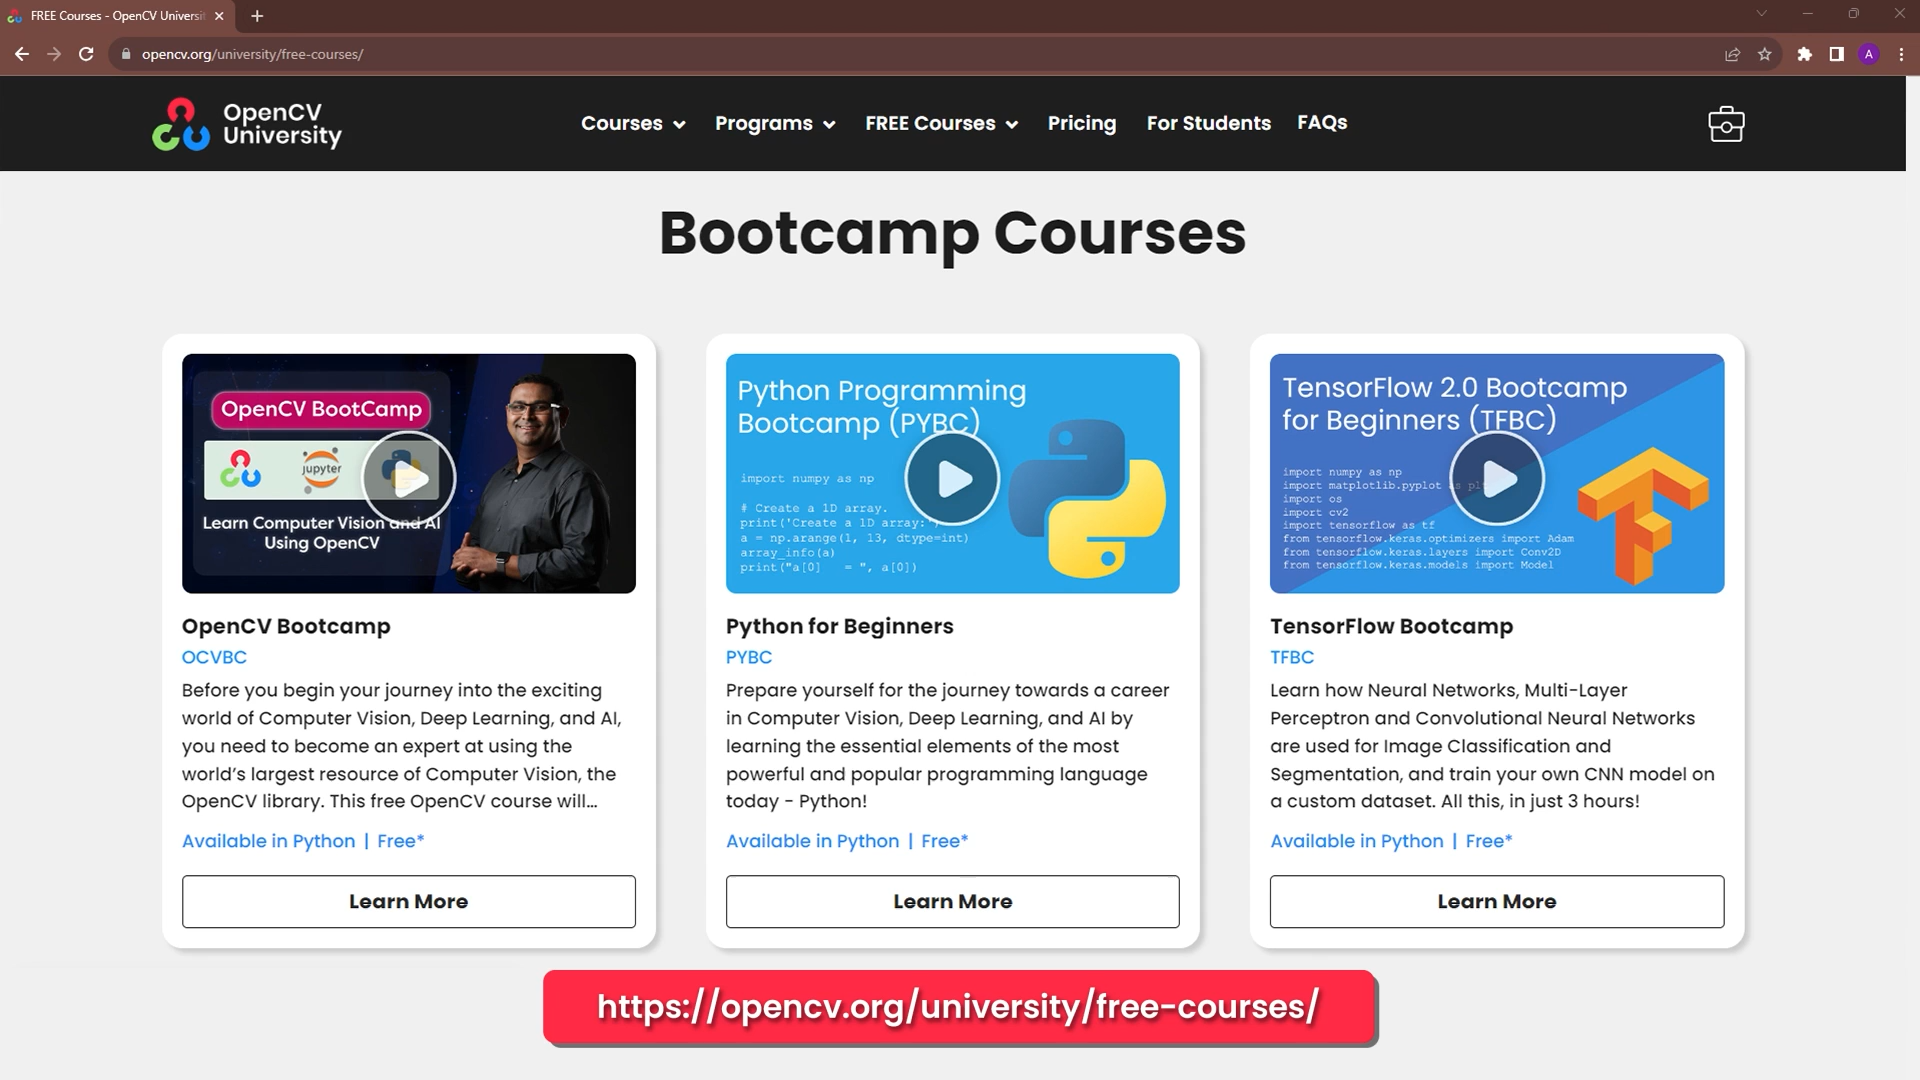 FREE Courses - OpenCV Universi
opencv.org/university/free-courses/
A
OpenCV
University
Courses
Programs
FREE Courses
Pricing
For Students
FAQs
Bootcamp Courses
OpenCV BootCamp
jupyter
Learn Computer Vision and AI
Using OpenCV
OpenCV Bootcamp
OCVBC
Before you begin your journey into the exciting
world of Computer Vision, Deep Learning, and AI,
you need to become an expert at using the
world's largest resource of Computer Vision, the
OpenCV library. This free OpenCV course will...
Available in Python | Free*
Learn More
Python Programming
Bootcamp (PYBC)
import numpy as np
# Create a 1D array.
print('Create a 1D array:
a = np.arange(1, 13, dtype=int)
array_info(a)
print("a[0] = ", a[0])
Python for Beginners
PYBC
Prepare yourself for the journey towards a career
in Computer Vision, Deep Learning, and AI by
learning the essential elements of the most
powerful and popular programming language
today - Python!
Available in Python | Free*
Learn More
TensorFlow 2.0 Bootcamp
for Beginners (TFBC)
import numpy as np
import matplotlib.pyplot as plt
import os
import cv2
import tensorflow as tf
from tensorflow.keras.optimizers import Adam
from tensorflow.keras.layers import Conv2D
from tensorflow.keras.models import Model
TensorFlow Bootcamp
TFBC
Learn how Neural Networks, Multi-Layer
Perceptron and Convolutional Neural Networks
are used for Image Classification and
Segmentation, and train your own CNN model on
a custom dataset. All this, in just 3 hours!
Available in Python | Free*
Learn More
https://opencv.org/university/free-courses/